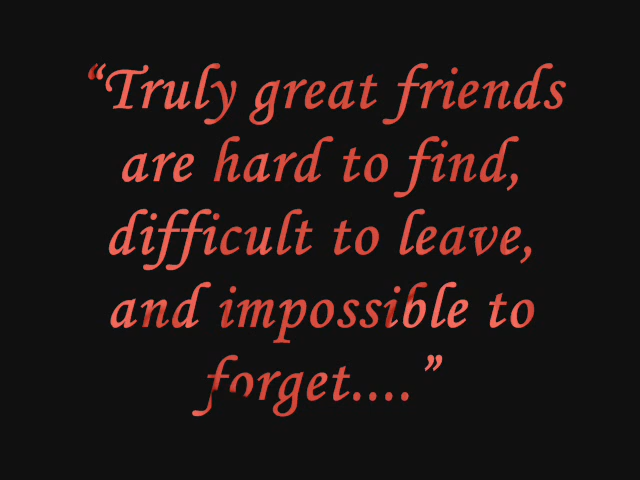 “Truly great friends
are hard to find,
difficult to leave,
and impossible to
forget....”